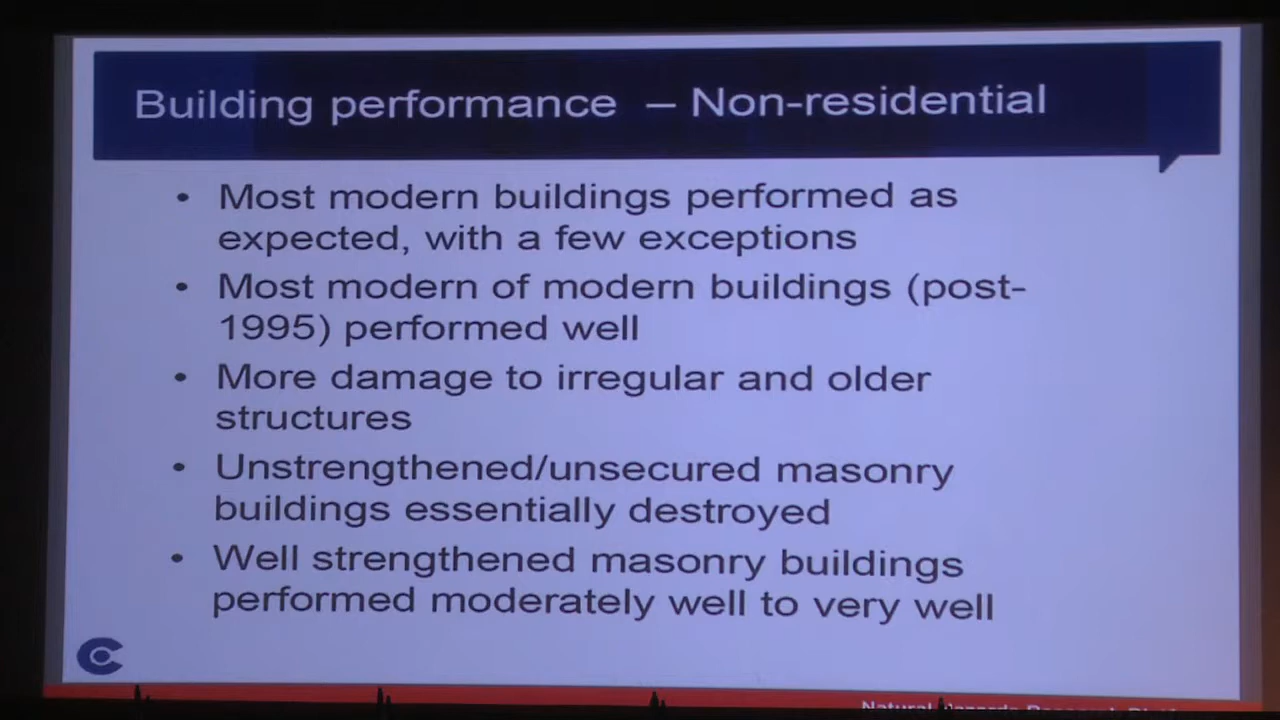 Building performance – Non-residential
• Most modern buildings performed as
expected, with a few exceptions
• Most modern of modern buildings (post-
1995) performed well
• More damage to irregular and older
structures
• Unstrengthened/unsecured masonry
buildings essentially destroyed
• Well strengthened masonry buildings
performed moderately well to very well
Natural